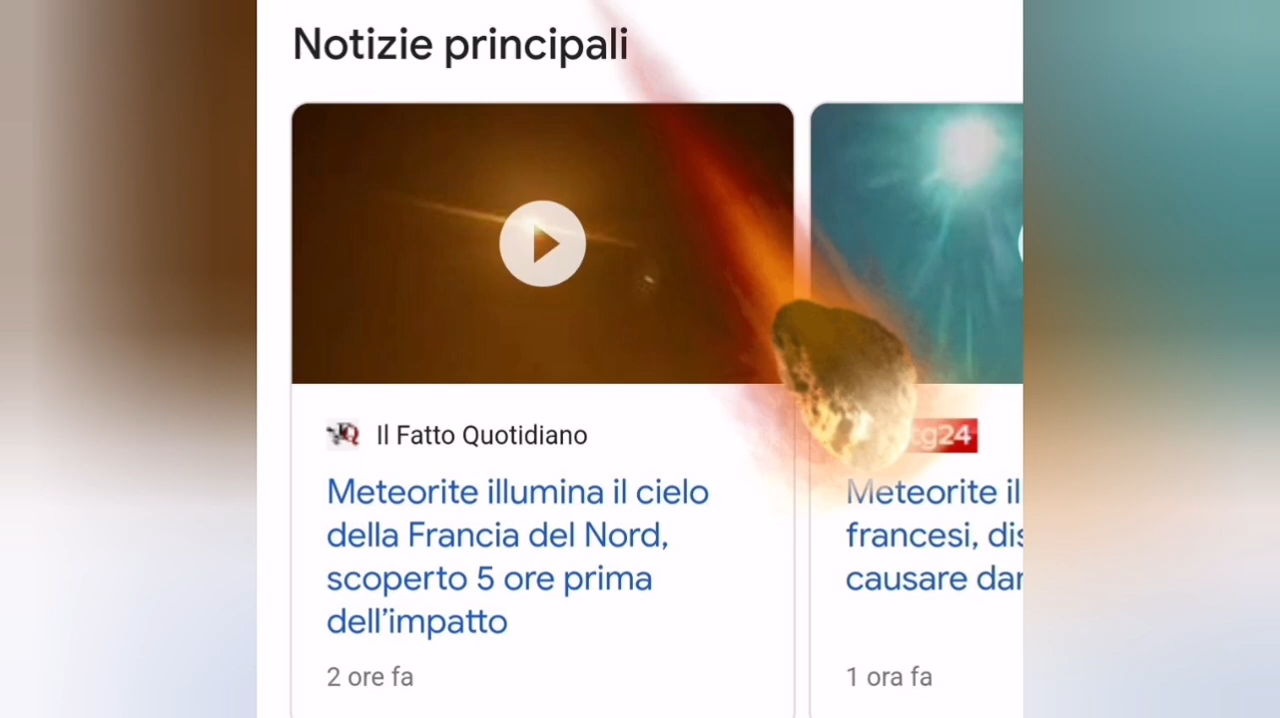 Notizie principali
Il Fatto Quotidiano
Meteorite illumina il cielo
della Francia del Nord,
scoperto 5 ore prima
dell'impatto
2 ore fa
tg24
Meteorite il
francesi, dis
causare dan
1 ora fa